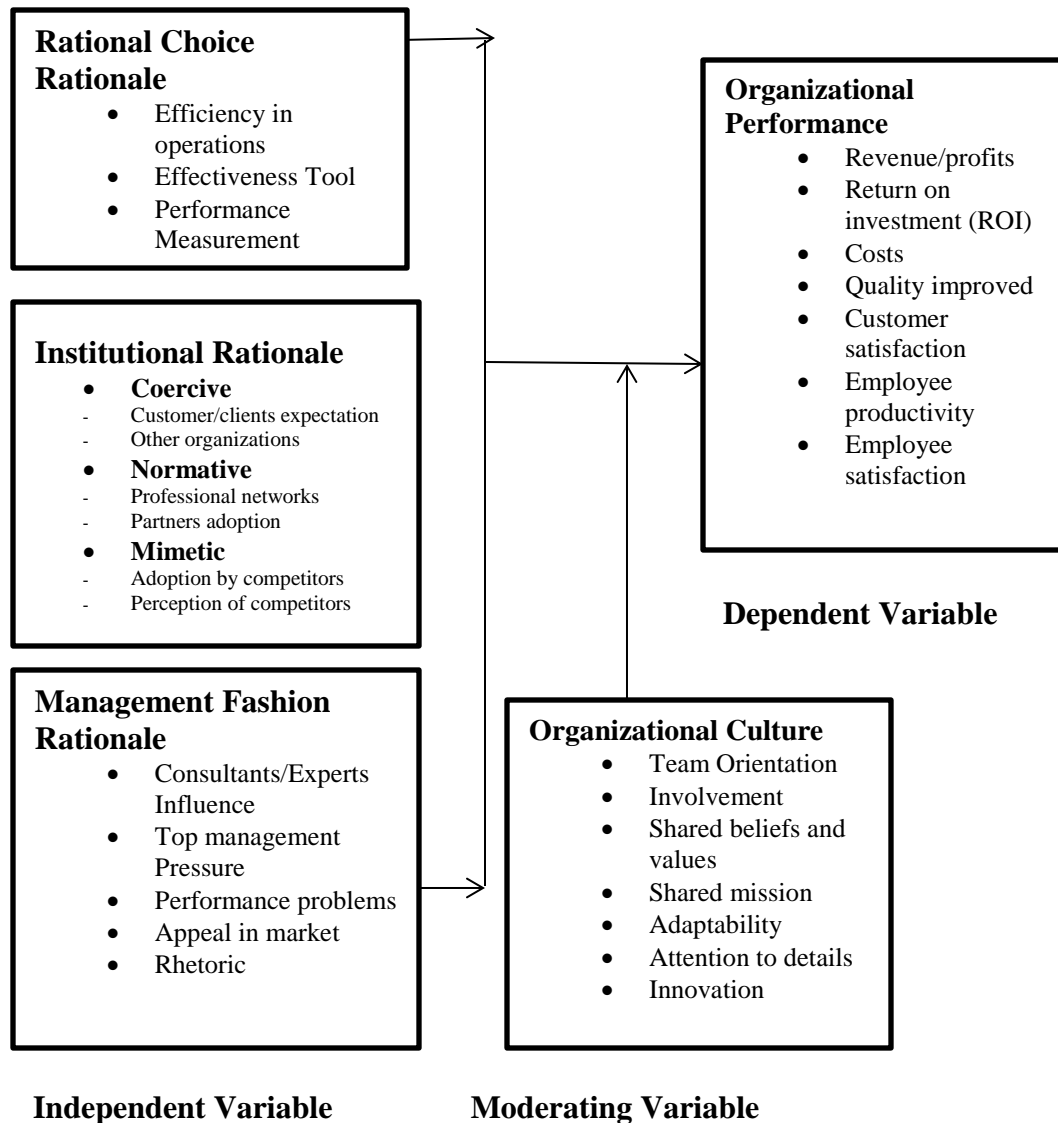 Rational Choice
Rationale
• Efficiency in
operations
• Effectiveness Tool
• Performance
Measurement
Institutional Rationale
• Coercive
- Customer/clients expectation
- Other organizations
• Normative
- Professional networks
- Partners adoption
• Mimetic
- Adoption by competitors
- Perception of competitors
Management Fashion
Rationale
• Consultants/Experts
Influence
• Top management
Pressure
• Performance problems
• Appeal in market
• Rhetoric
Independent Variable
Organizational
Performance
• Revenue/profits
• Return on
investment (ROI)
• Costs
• Quality improved
• Customer
satisfaction
• Employee
productivity
• Employee
satisfaction
Dependent Variable
Organizational Culture
• Team Orientation
• Involvement
• Shared beliefs and
values
• Shared mission
• Adaptability
• Attention to details
• Innovation
Moderating Variable